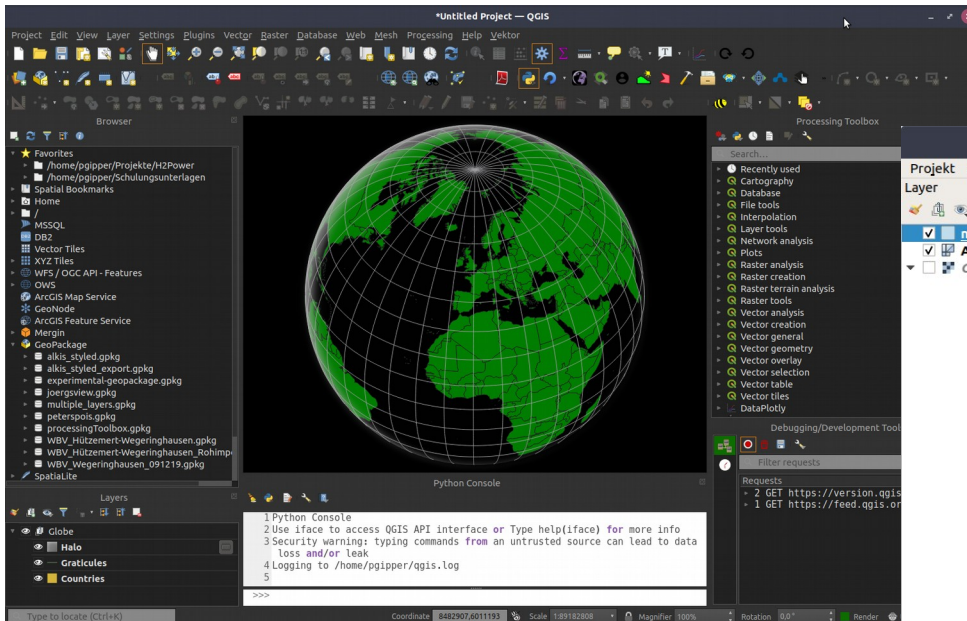 *Untitled Project — QGIS
Project Edit View Layer Settings Plugins Vector Raster Database Web Mesh Processing Help Vektor
Browser
Favorites
/home/pgipper/Projekte/H2Power
/home/pgipper/Schulungsunterlagen
Spatial Bookmarks
Home
/
MSSQL
DB2
Vector Tiles
XYZ Tiles
WFS / OGC API - Features
OWS
ArcGIS Map Service
GeoNode
ArcGIS Feature Service
Mergin
GeoPackage
alkis_styled.gpkg
alkis_styled_export.gpkg
experimental-geopackage.gpkg
joergsview.gpkg
multiple_layers.gpkg
peterspois.gpkg
processingToolbox.gpkg
WBV_Hützemert-Wegeringhausen.gpkg
WBV_Hützemert-Wegeringhausen_Rohimp
WBV_Wegeringhausen_091219.gpkg
SpatiaLite
Layers
Globe
Halo
Graticules
Countries
Python Console
1 Python Console
2 Use iface to access QGIS API interface or Type help(iface) for more info
3 Security warning: typing commands from an untrusted source can lead to data
loss and/or leak
4 Logging to /home/pgipper/qgis.log
5
>>>
Processing Toolbox
Search...
Recently used
Cartography
Database
File tools
Interpolation
Layer tools
Network analysis
Plots
Raster analysis
Raster creation
Raster terrain analysis
Raster tools
Vector analysis
Vector creation
Vector general
Vector geometry
Vector overlay
Vector selection
Vector table
Vector tiles
DataPlotly
Debugging/Development Tool
Filter requests
Requests
2 GET https://version.qgis
1 GET https://feed.qgis.or
Projekt
Layer
Type to locate (Ctrl+K)
Coordinate 8482907,6011193 Scale 1:89182808 Magnifier 100% Rotation 0,0° Render